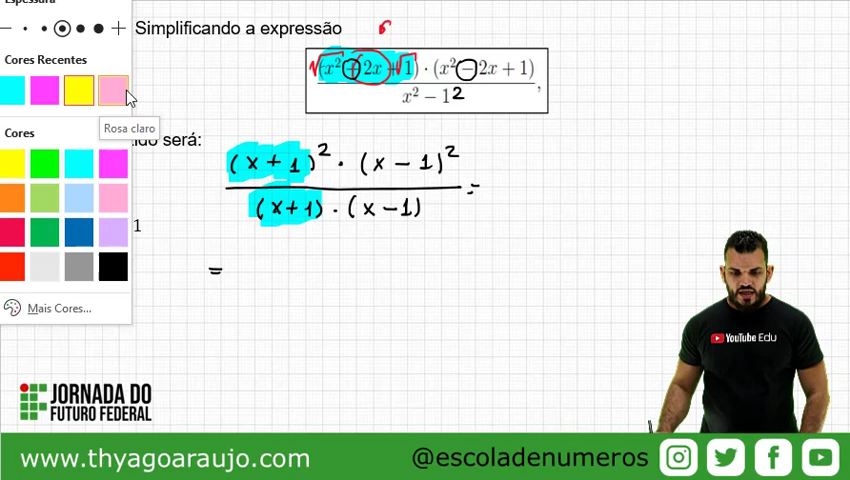 Espessura
Simplificando a expressão
Cores Recentes
(x² + 2x + 1) · (x² − 2x + 1)
x² − 1²
,
Rosa claro
Cores
tido será:
(x + 1)² · (x − 1)²
(x+1) · (x − 1)
=
1
=
Mais Cores...
YouTube Edu
JORNADA DO
FUTURO FEDERAL
www.thyagoaraujo.com
@escoladenumeros